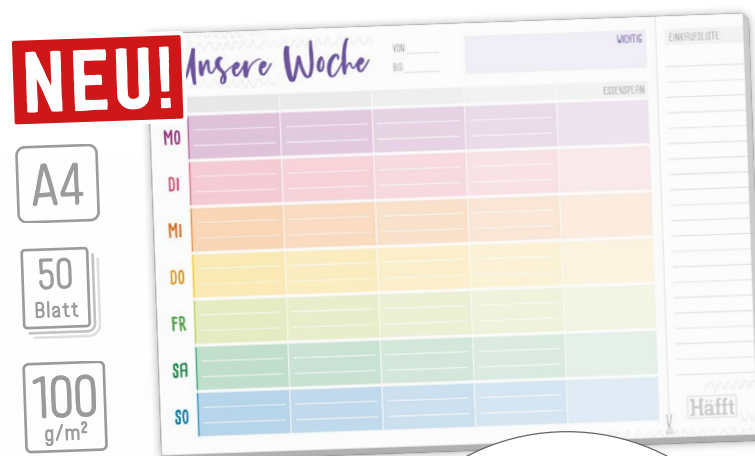 NEU!
A4
50
Blatt
100
g/m²
Unsere Woche
VON
BIS
WICHTIG
EINKAUFSLISTE
ESSENSPLAN
MO
DI
MI
DO
FR
SA
SO
Häfft